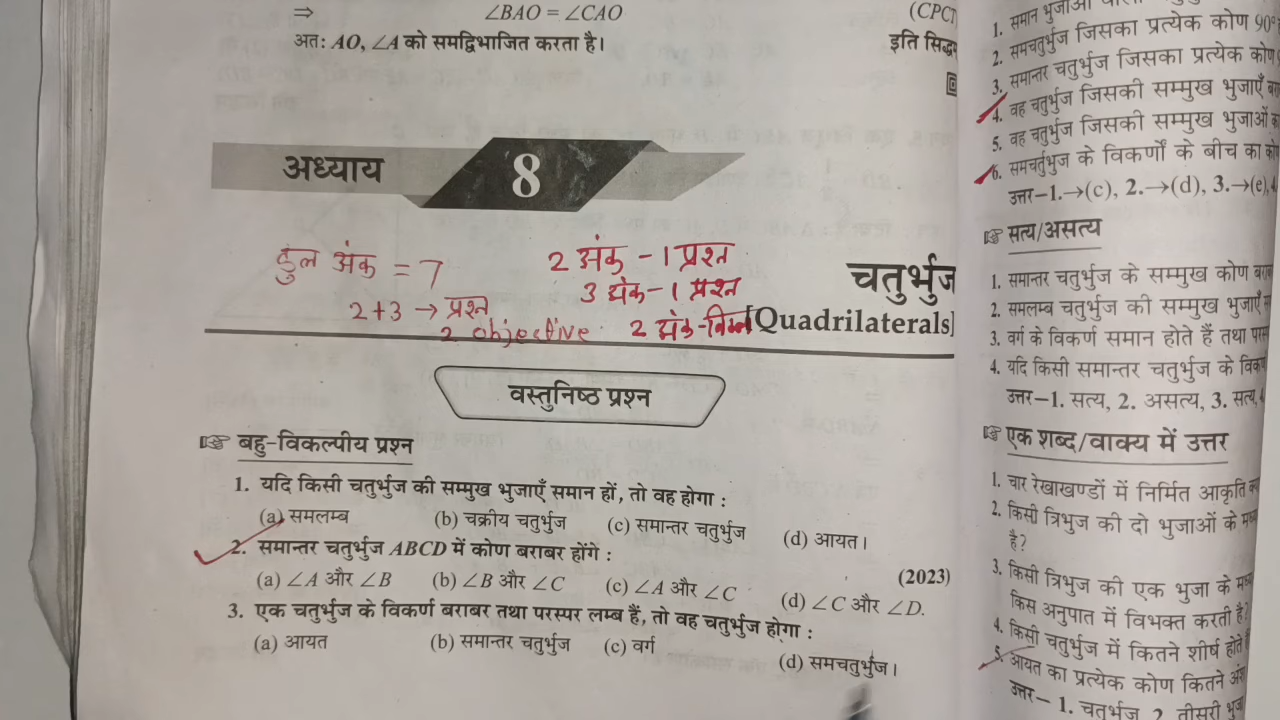 ⇒ ∠BAO = ∠CAO (CPCT
अतः AO, ∠A को समद्विभाजित करता है। इति सिद्धम्
अध्याय 8
कुल अंक = 7
2+3 → प्रश्न
2 objective
2 अंक - 1 प्रश्न
3 अंक - 1 प्रश्न
2 अंक -
चतुर्भुज
[Quadrilaterals]
वस्तुनिष्ठ प्रश्न
☞ बहु-विकल्पीय प्रश्न
1. यदि किसी चतुर्भुज की सम्मुख भुजाएँ समान हों, तो वह होगा :
(a) समलम्ब (b) चक्रीय चतुर्भुज (c) समान्तर चतुर्भुज (d) आयत।
2. समान्तर चतुर्भुज ABCD में कोण बराबर होंगे : (2023)
(a) ∠A और ∠B (b) ∠B और ∠C (c) ∠A और ∠C (d) ∠C और ∠D.
3. एक चतुर्भुज के विकर्ण बराबर तथा परस्पर लम्ब हैं, तो वह चतुर्भुज होगा :
(a) आयत (b) समान्तर चतुर्भुज (c) वर्ग (d) समचतुर्भुज।
1. समान भुजाओं
2. समचतुर्भुज जिसका प्रत्येक कोण 90°
3. समान्तर चतुर्भुज जिसका प्रत्येक कोण
4. वह चतुर्भुज जिसकी सम्मुख भुजाएँ
5. वह चतुर्भुज जिसकी सम्मुख भुजाओं
6. समचतुर्भुज के विकर्णों के बीच का
उत्तर–1.→(c), 2.→(d), 3.→(e),
☞ सत्य/असत्य
1. समान्तर चतुर्भुज के सम्मुख कोण
2. समलम्ब चतुर्भुज की सम्मुख भुजाएँ
3. वर्ग के विकर्ण समान होते हैं तथा
4. यदि किसी समान्तर चतुर्भुज के
उत्तर–1. सत्य, 2. असत्य, 3. सत्य,
☞ एक शब्द/वाक्य में उत्तर
1. चार रेखाखण्डों में निर्मित आकृति
2. किसी त्रिभुज की दो भुजाओं के
है?
3. किसी त्रिभुज की एक भुजा के
किस अनुपात में विभक्त करती है?
4. किसी चतुर्भुज में कितने शीर्ष होते
5. आयत का प्रत्येक कोण कितने
उत्तर– 1. चतुर्भुज, 2. तीसरी